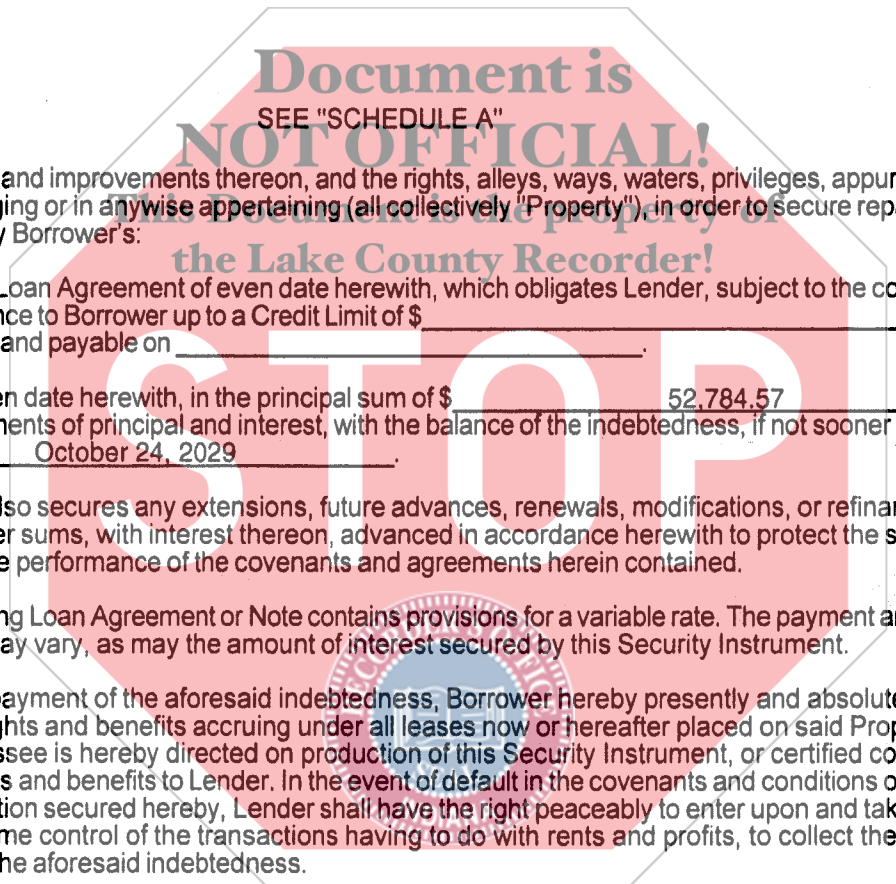 Document is
SEE "SCHEDULE A"
NOT OFFICIAL!
and improvements thereon, and the rights, alleys, ways, waters, privileges, appur
ging or in anywise appertaining (all collectively "Property"), in order to secure rep
This Document is the property of
y Borrower's:
the Lake County Recorder!
Loan Agreement of even date herewith, which obligates Lender, subject to the co
nce to Borrower up to a Credit Limit of $
and payable on .
STOP
en date herewith, in the principal sum of $ 52,784.57
ments of principal and interest, with the balance of the indebtedness, if not sooner
October 24, 2029 .
lso secures any extensions, future advances, renewals, modifications, or refinan
er sums, with interest thereon, advanced in accordance herewith to protect the s
e performance of the covenants and agreements herein contained.
ng Loan Agreement or Note contains provisions for a variable rate. The payment a
ay vary, as may the amount of interest secured by this Security Instrument.
RECORDER'S OFFICE
ayment of the aforesaid indebtedness, Borrower hereby presently and absolute
ghts and benefits accruing under all leases now or hereafter placed on said Prop
ssee is hereby directed on production of this Security Instrument, or certified co
s and benefits to Lender. In the event of default in the covenants and conditions o
tion secured hereby, Lender shall have the right peaceably to enter upon and tak
me control of the transactions having to do with rents and profits, to collect the
he aforesaid indebtedness.